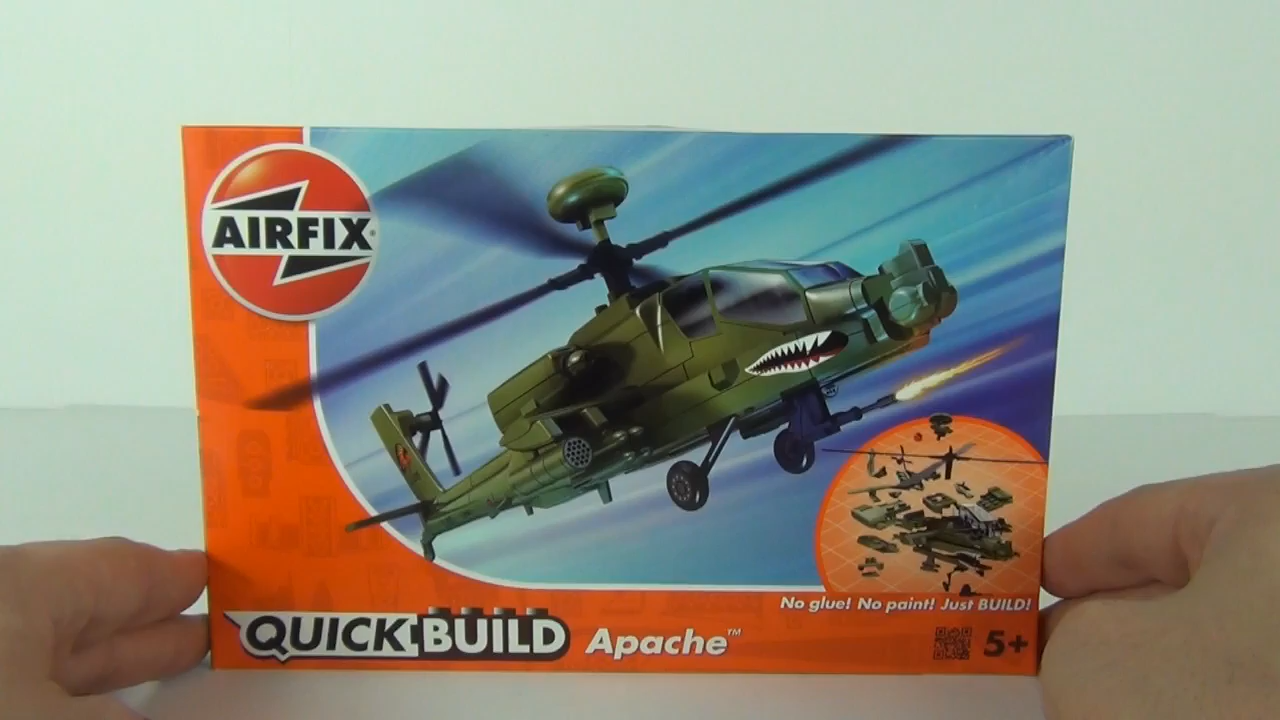 AIRFIX®
No glue! No paint! Just BUILD!
QUICK BUILD Apache™
5+